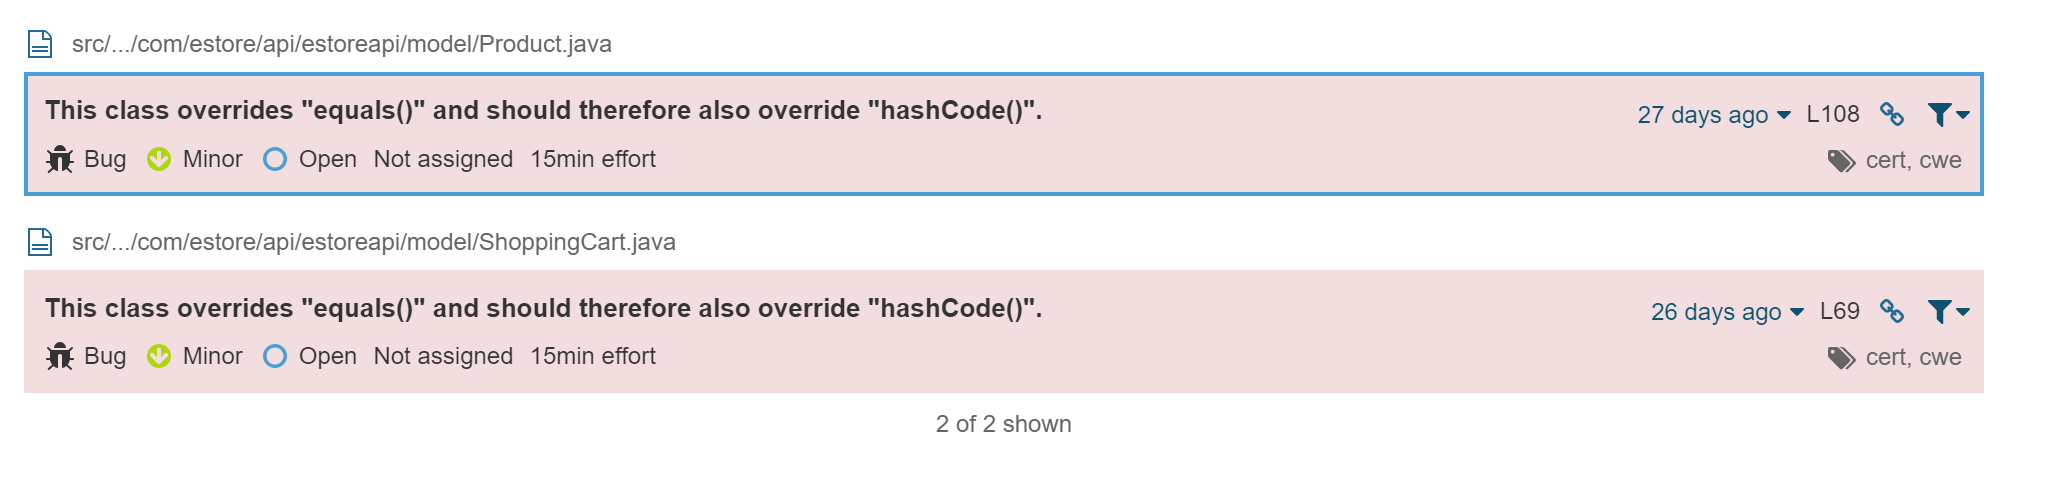 src/.../com/estore/api/estoreapi/model/Product.java
This class overrides "equals()" and should therefore also override "hashCode()". 27 days ago L108
Bug Minor Open Not assigned 15min effort cert, cwe
src/.../com/estore/api/estoreapi/model/ShoppingCart.java
This class overrides "equals()" and should therefore also override "hashCode()". 26 days ago L69
Bug Minor Open Not assigned 15min effort cert, cwe
2 of 2 shown